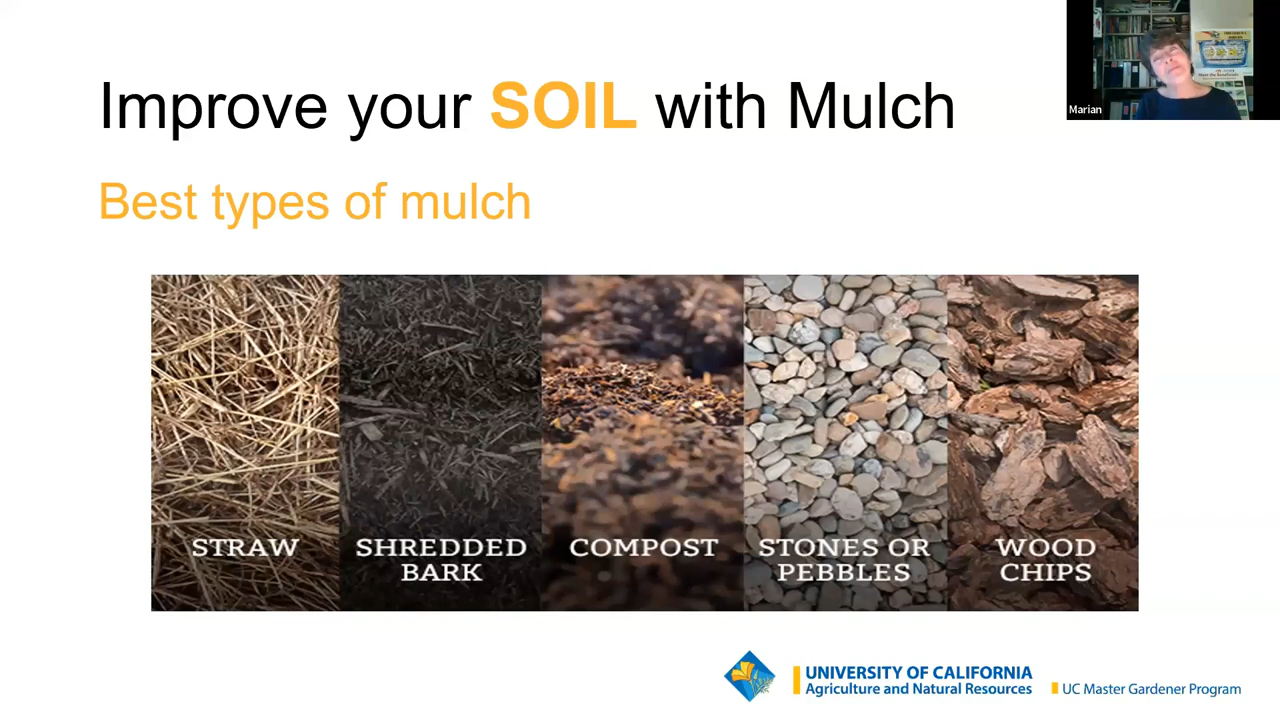 Improve your SOIL with Mulch
Marian
Best types of mulch
STRAW
SHREDDED
BARK
COMPOST
STONES OR
PEBBLES
WOOD
CHIPS
UNIVERSITY OF CALIFORNIA
Agriculture and Natural Resources
UC Master Gardener Program